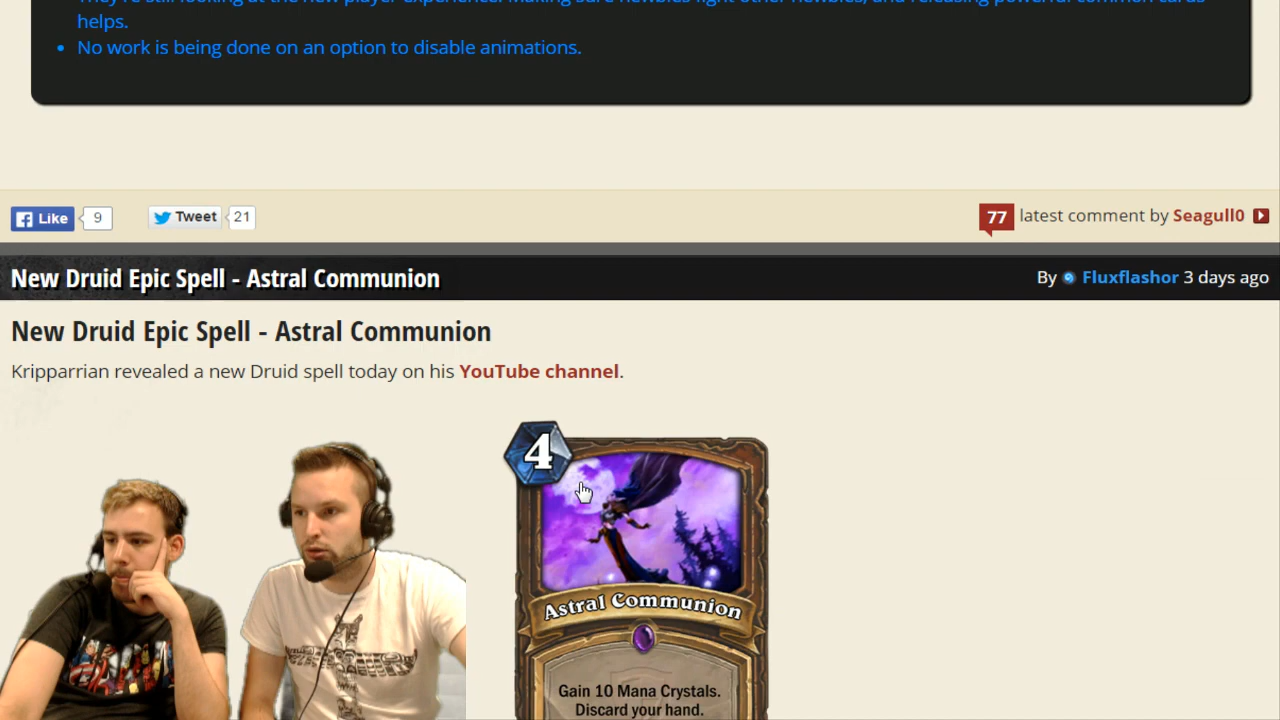 helps.
No work is being done on an option to disable animations.
Like 9 Tweet 21 77 latest comment by Seagull0
New Druid Epic Spell - Astral Communion By Fluxflashor 3 days ago
New Druid Epic Spell - Astral Communion
Kripparrian revealed a new Druid spell today on his YouTube channel.
4
Astral Communion
Gain 10 Mana Crystals.
Discard your hand.